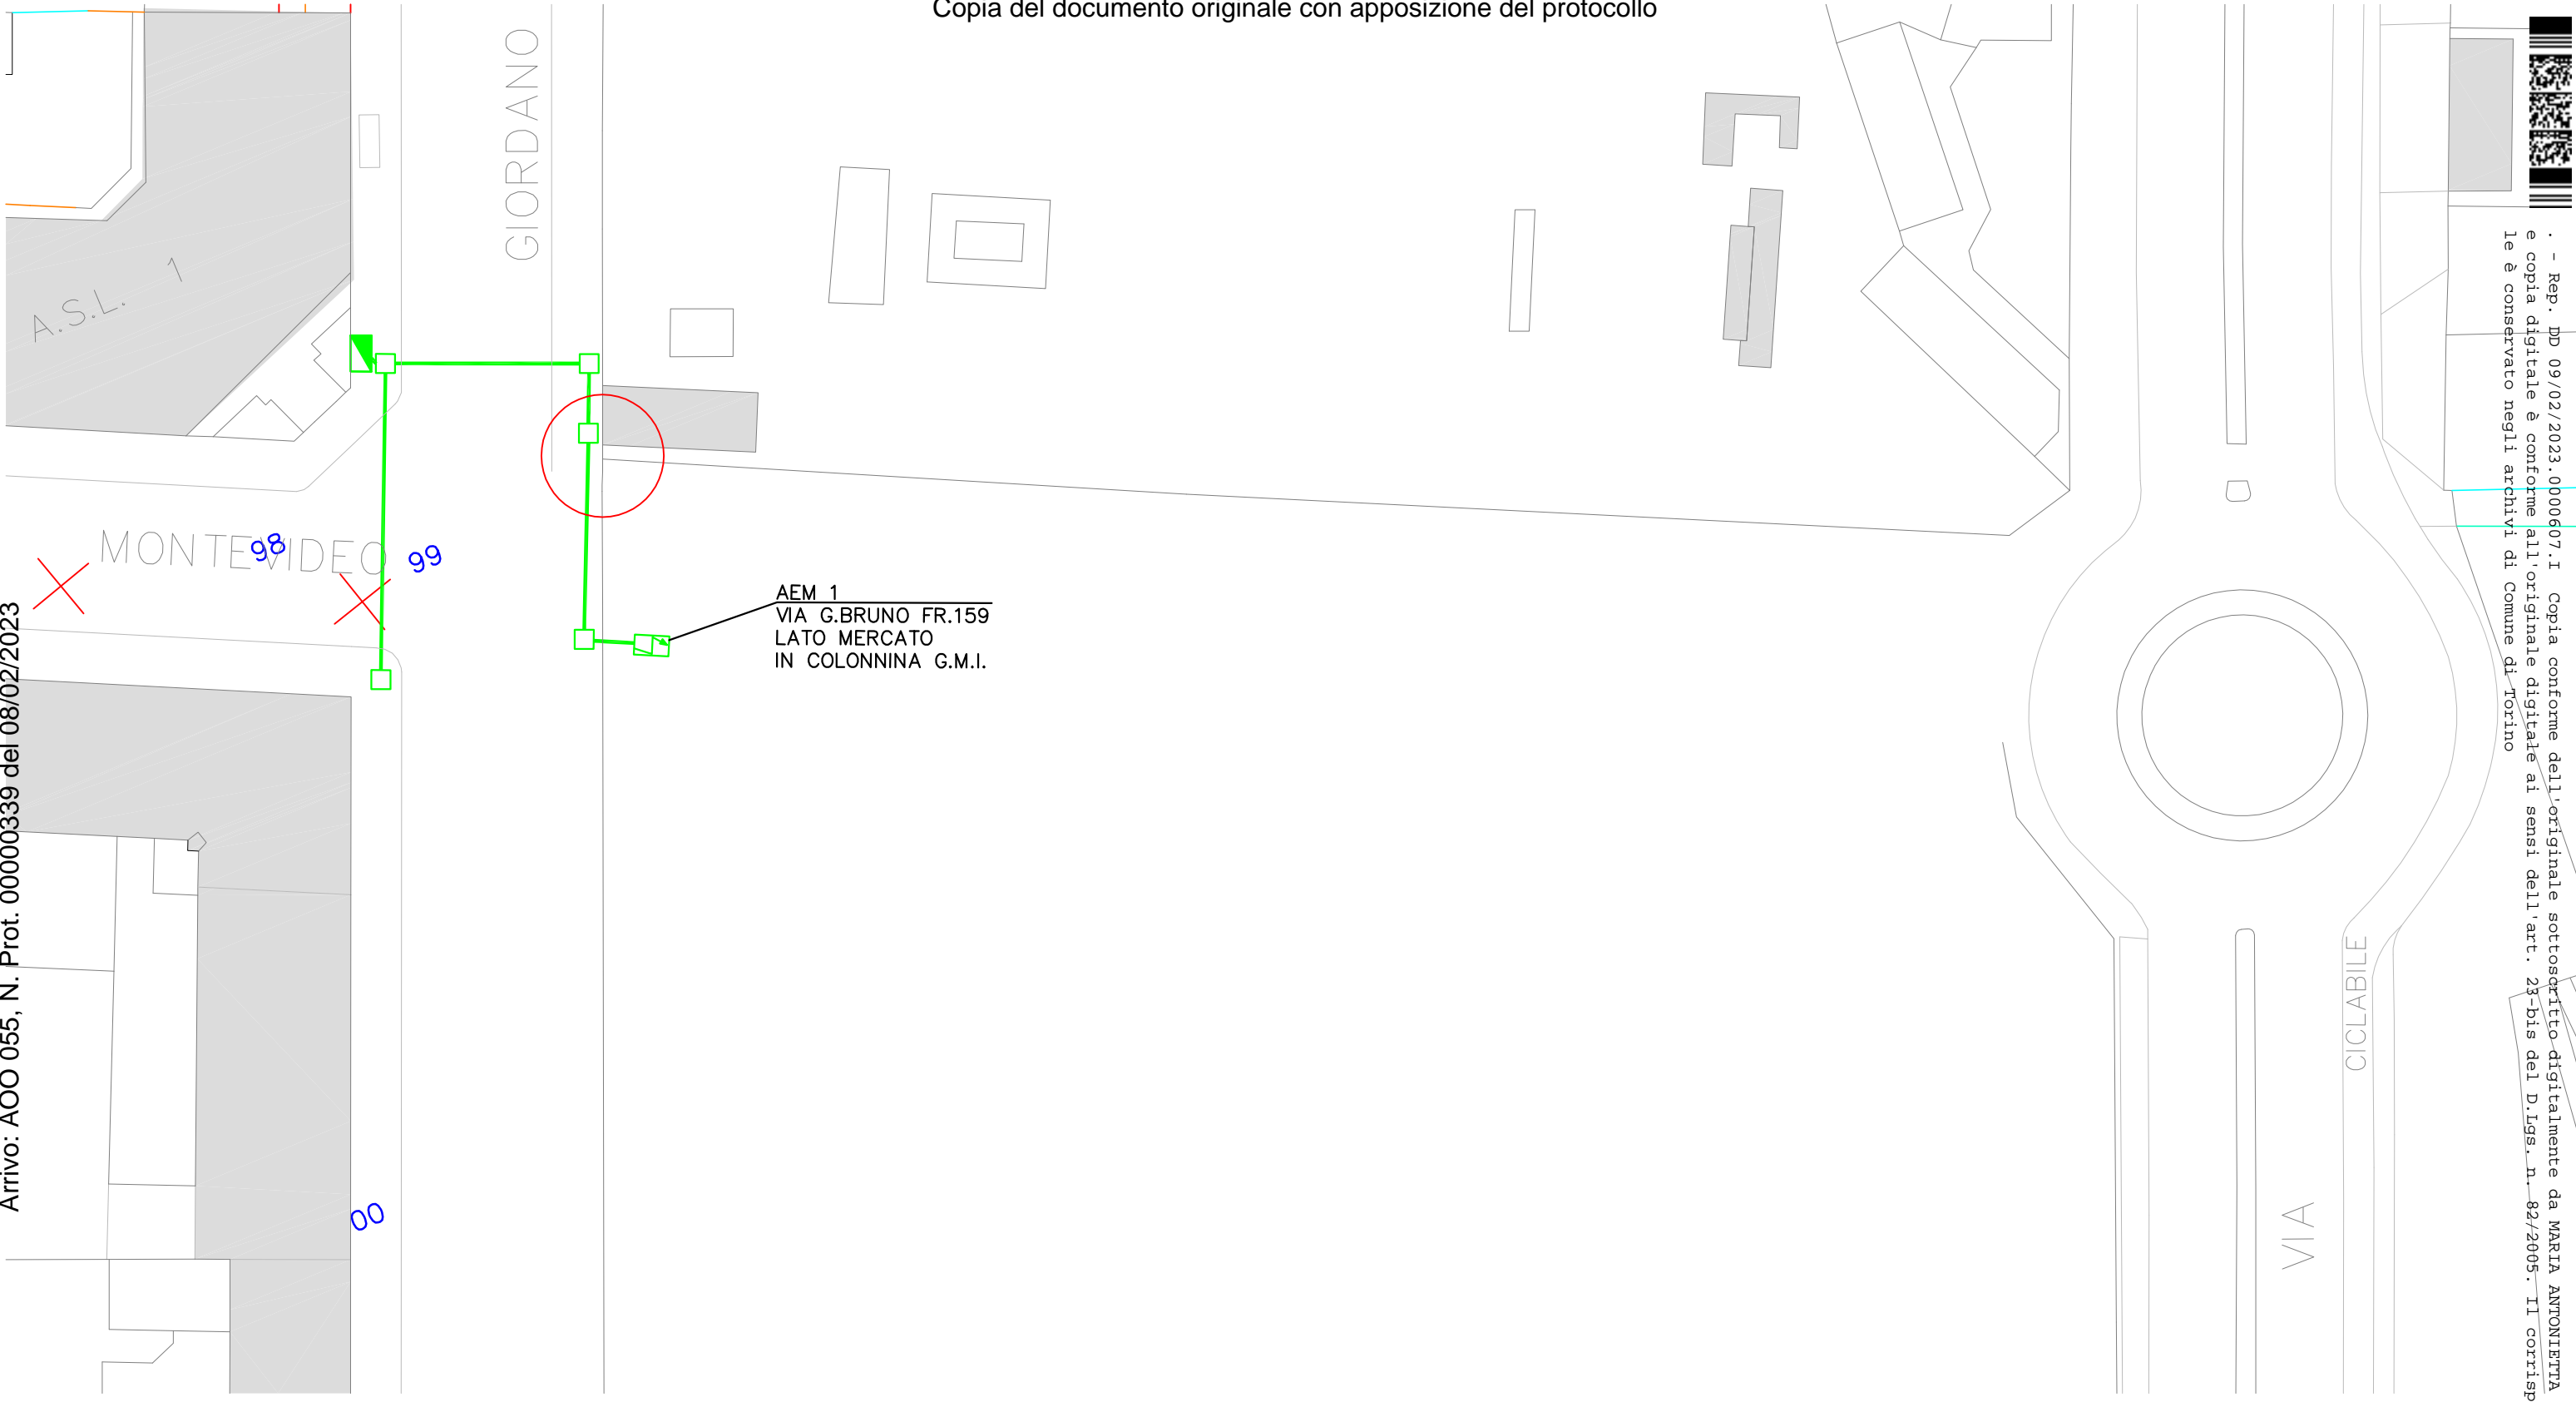 Copia del documento originale con apposizione del protocollo
GIORDANO
A.S.L. 1
MONTEVIDEO
98
99
AEM 1
VIA G.BRUNO FR.159
LATO MERCATO
IN COLONNINA G.M.I.
00
CICLABILE
VIA
Arrivo: AOO 055, N. Prot. 00000339 del 08/02/2023
. - Rep. DD 09/02/2023.0000607.I Copia conforme dell'originale sottoscritto digitalmente da MARIA ANTONIETTA
e copia digitale è conforme all'originale digitale ai sensi dell'art. 23-bis del D.Lgs. n. 82/2005. Il corrisp
le è conservato negli archivi di Comune di Torino